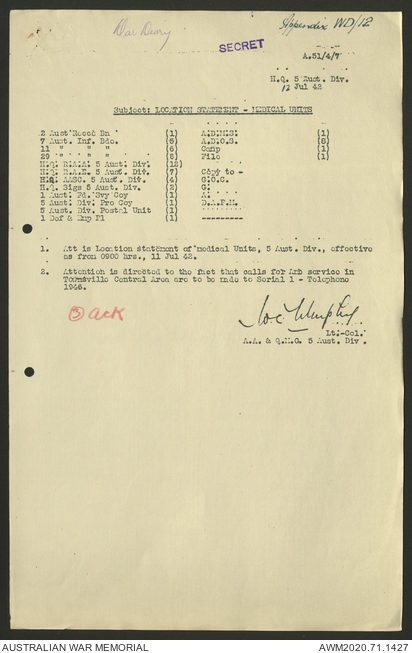 War Diary
Appendix WD/12
SECRET
A.51/4/7
H.Q. 5 Aust. Div.
12 Jul 42
Subject: LOCATION STATEMENT - MEDICAL UNITS
2 Aust Recce Bn (1) A.D.M.S. (1)
7 Aust. Inf. Bde. (8) A.D.O.S. (8)
11 " " " (6) Camp (1)
29 " " " (5) File (1)
H.Q. R.A.A. 5 Aust. Div. (12)
H.Q. R.A.E. 5 Aust. Div. (7) Copy to -
H.Q. AASC. 5 Aust. Div. (4) G.O.C.
H.Q. Sigs 5 Aust. Div. (2) G.
1 Aust. Fd. Svy Coy (1) A.
5 Aust. Div. Pro Coy (1) D.A.P.M.
5 Aust. Div. Postal Unit (1)
1 Def & Emp Pl (1) ---------
1. Att is Location statement of medical Units, 5 Aust. Div., effective
as from 0900 hrs., 11 Jul 42.
2. Attention is directed to the fact that calls for Amb service in
Townsville Central Area are to be made to Serial 1 - Telephone
1946.
5 ack
Lt.-Col.
A.A. & Q.M.G. 5 Aust. Div.
AUSTRALIAN WAR MEMORIAL
AWM2020.71.1427